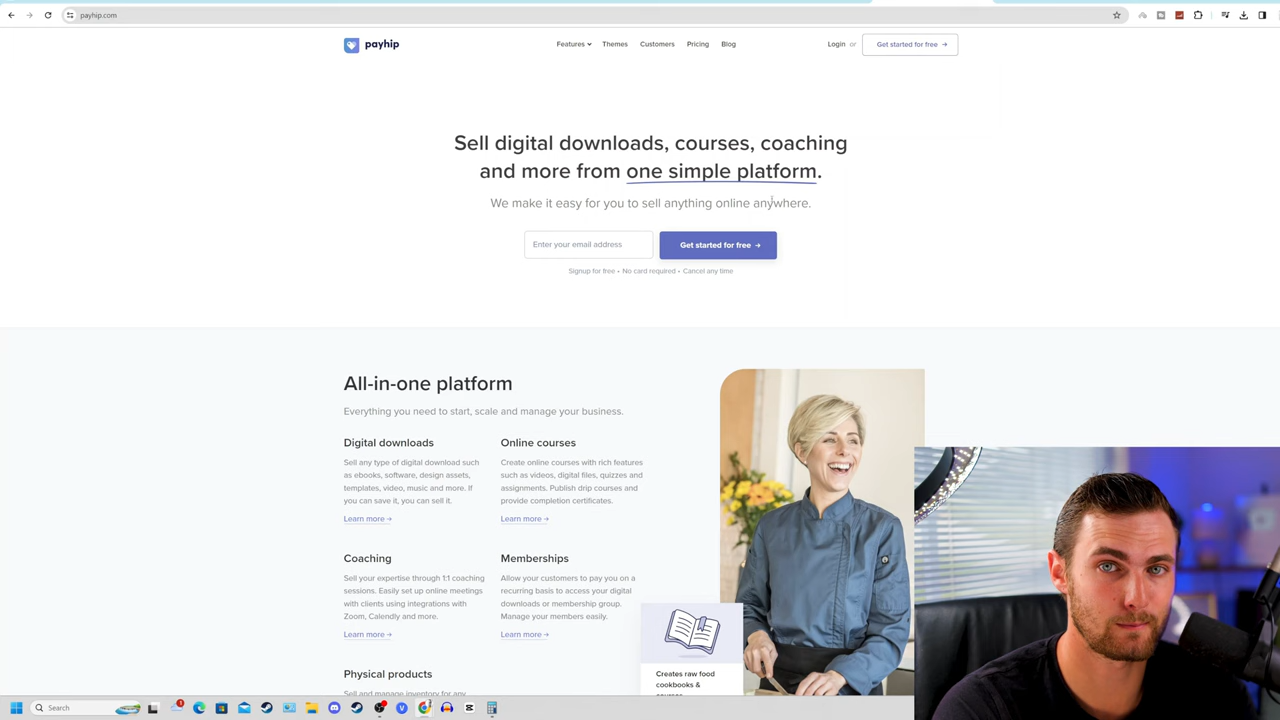 payhip.com
payhip
Features
Themes
Customers
Pricing
Blog
Login or
Get started for free →
Sell digital downloads, courses, coaching
and more from one simple platform.
We make it easy for you to sell anything online anywhere.
Enter your email address
Get started for free →
Signup for free • No card required • Cancel any time
All-in-one platform
Everything you need to start, scale and manage your business.
Digital downloads
Sell any type of digital download such
as ebooks, software, design assets,
templates, video, music and more. If
you can save it, you can sell it.
Learn more →
Online courses
Create online courses with rich features
such as videos, digital files, quizzes and
assignments. Publish drip courses and
provide completion certificates.
Learn more →
Coaching
Sell your expertise through 1:1 coaching
sessions. Easily set up online meetings
with clients using integrations with
Zoom, Calendly and more.
Learn more →
Memberships
Allow your customers to pay you on a
recurring basis to access your digital
downloads or membership group.
Manage your members easily.
Learn more →
Physical products
Sell and manage inventory for any
Creates raw food
cookbooks &
courses
Search